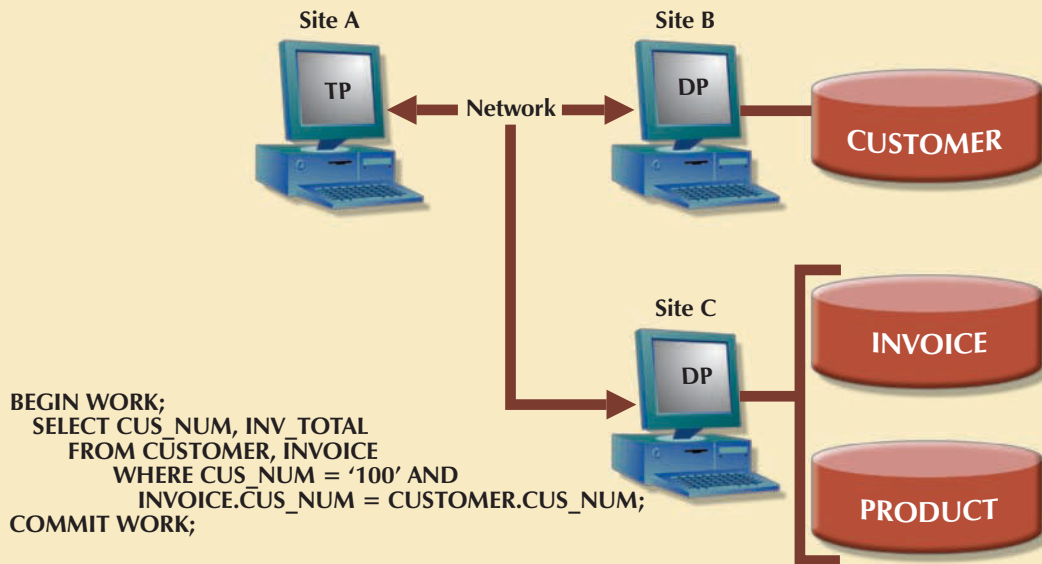 Site A
Site B
TP
Network
DP
CUSTOMER
Site C
DP
INVOICE
PRODUCT
BEGIN WORK;
SELECT CUS_NUM, INV_TOTAL
FROM CUSTOMER, INVOICE
WHERE CUS_NUM = ‘100’ AND
INVOICE.CUS_NUM = CUSTOMER.CUS_NUM;
COMMIT WORK;